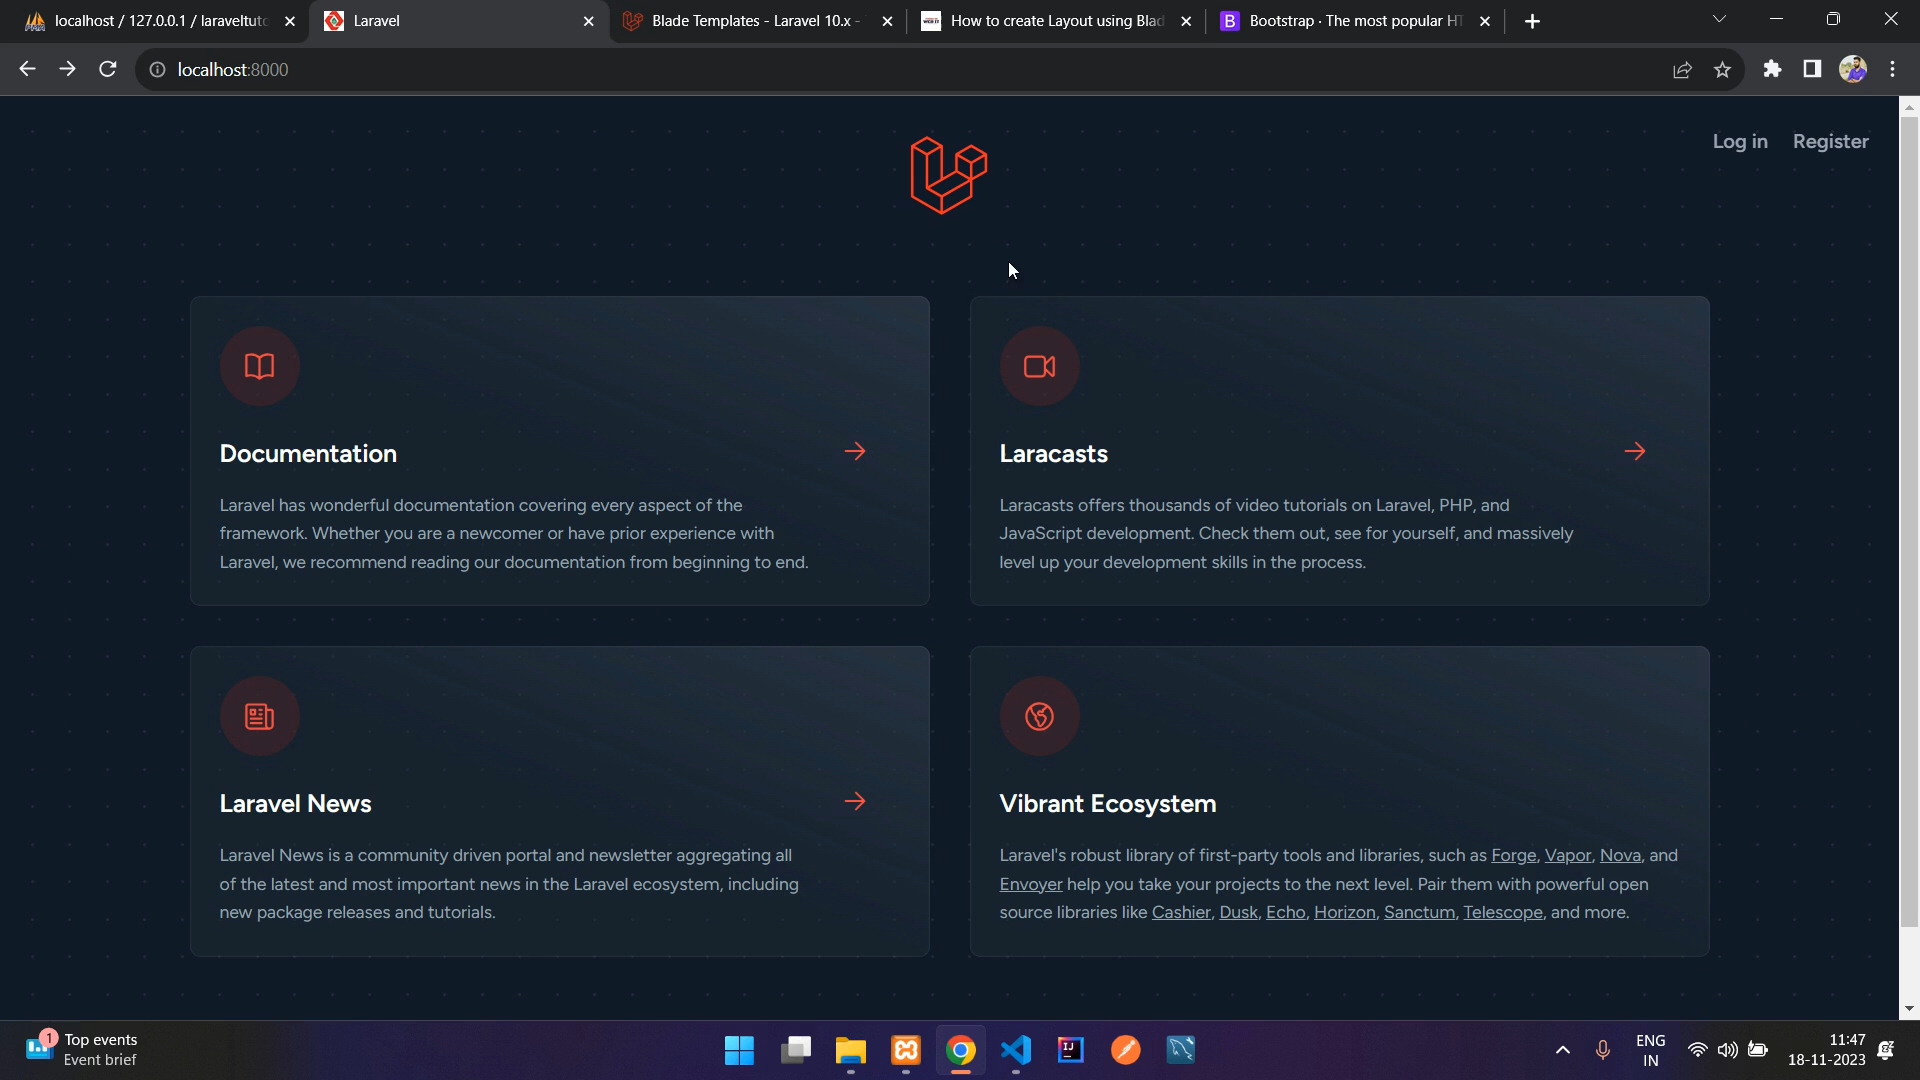 localhost / 127.0.0.1 / laraveltuto
Laravel
Blade Templates - Laravel 10.x -
How to create Layout using Blad
Bootstrap · The most popular HT
localhost:8000
Log in Register
Documentation
Laravel has wonderful documentation covering every aspect of the
framework. Whether you are a newcomer or have prior experience with
Laravel, we recommend reading our documentation from beginning to end.
Laracasts
Laracasts offers thousands of video tutorials on Laravel, PHP, and
JavaScript development. Check them out, see for yourself, and massively
level up your development skills in the process.
Laravel News
Laravel News is a community driven portal and newsletter aggregating all
of the latest and most important news in the Laravel ecosystem, including
new package releases and tutorials.
Vibrant Ecosystem
Laravel's robust library of first-party tools and libraries, such as Forge, Vapor, Nova, and
Envoyer help you take your projects to the next level. Pair them with powerful open
source libraries like Cashier, Dusk, Echo, Horizon, Sanctum, Telescope, and more.
1
Top events
Event brief
IJ
ENG
IN
11:47
18-11-2023